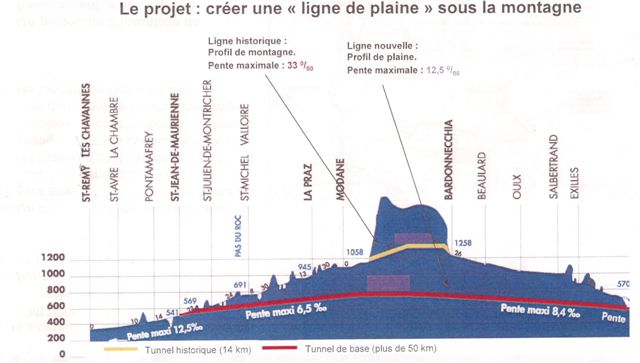 Le projet : créer une « ligne de plaine » sous la montagne
Ligne historique :
Profil de montagne.
Pente maximale : 33 ‰
Ligne nouvelle :
Profil de plaine.
Pente maximale : 12,5 ‰
ST-REMY LES CHAVANNES
ST-AVRE LA CHAMBRE
PONTAMAFREY
ST-JEAN-DE-MAURIENNE
ST-JULIEN-DE-MONTRICHER
ST-MICHEL VALLOIRE
PAS DU ROC
LA PRAZ
MODANE
BARDONNECCHIA
BEAULARD
OULX
SALBERTRAND
EXILLES
1200
1000
800
600
400
200
0
541
569
691
945
1058
1258
26
570
Pente maxi 12,5‰
Pente maxi 6,5 ‰
Pente maxi 8,4 ‰
Pente
Tunnel historique (14 km)
Tunnel de base (plus de 50 km)